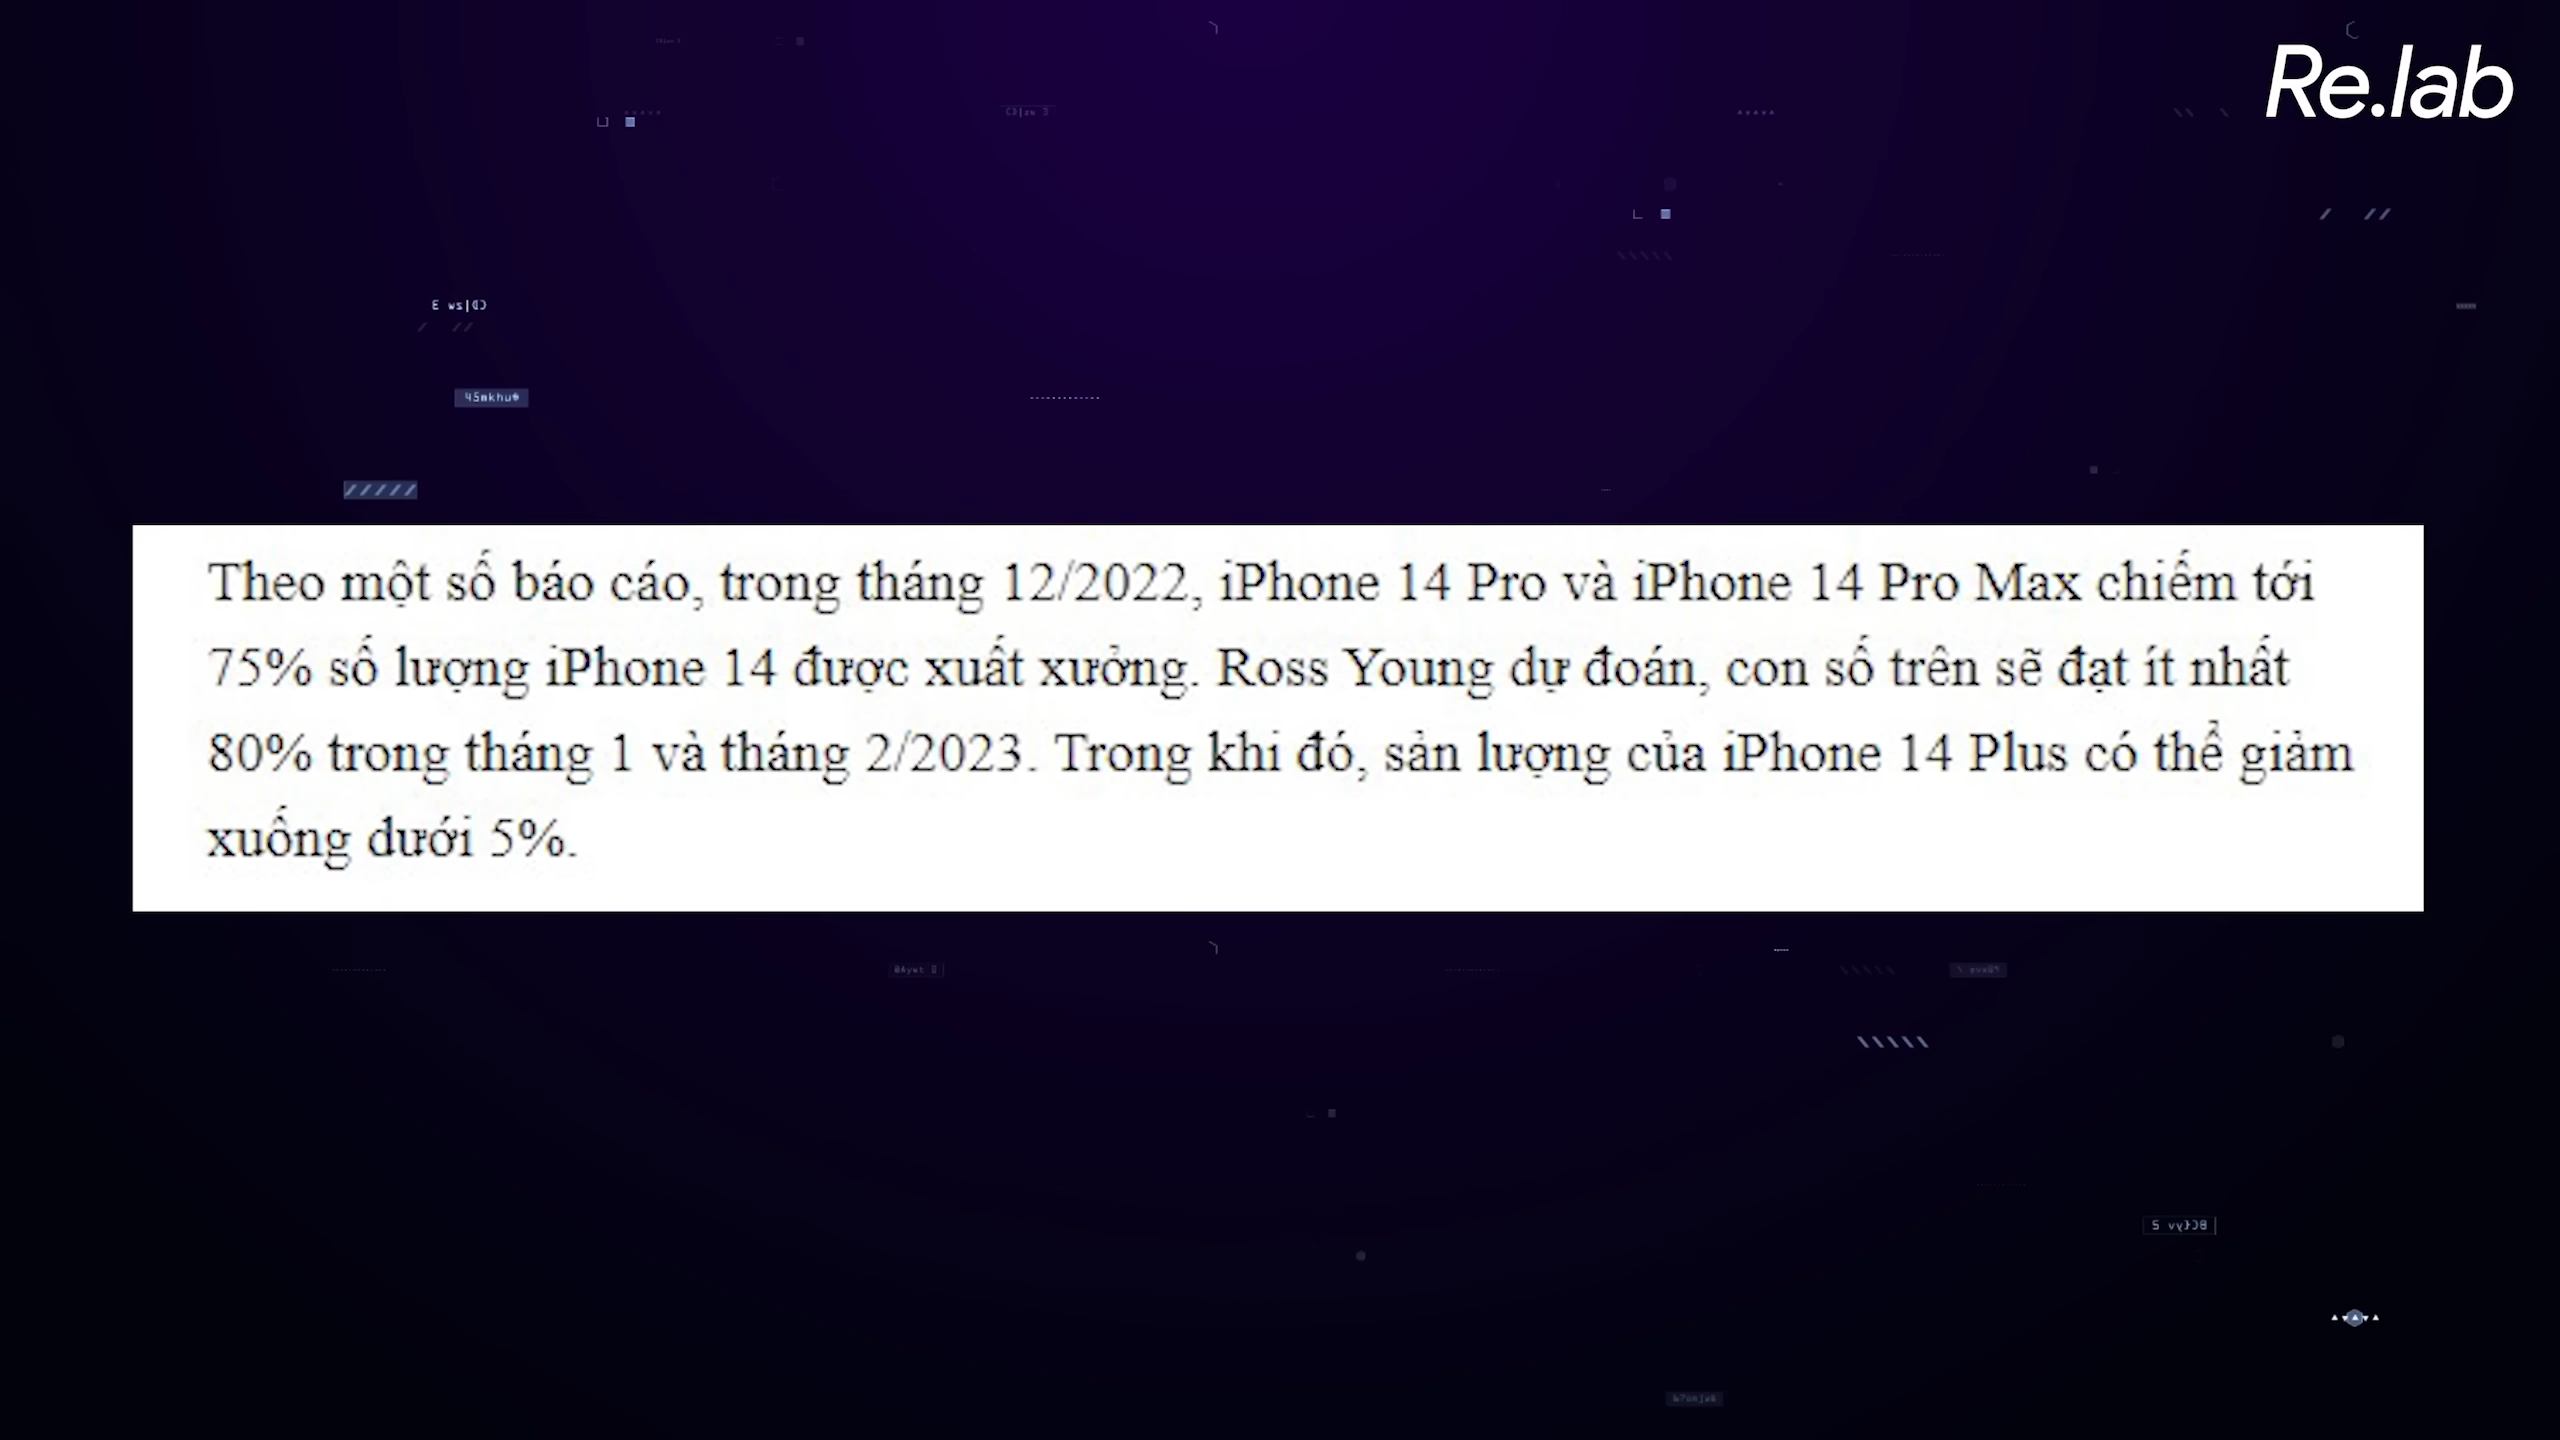 Re.lab
Theo một số báo cáo, trong tháng 12/2022, iPhone 14 Pro và iPhone 14 Pro Max chiếm tới
75% số lượng iPhone 14 được xuất xưởng. Ross Young dự đoán, con số trên sẽ đạt ít nhất
80% trong tháng 1 và tháng 2/2023. Trong khi đó, sản lượng của iPhone 14 Plus có thể giảm
xuống dưới 5%.